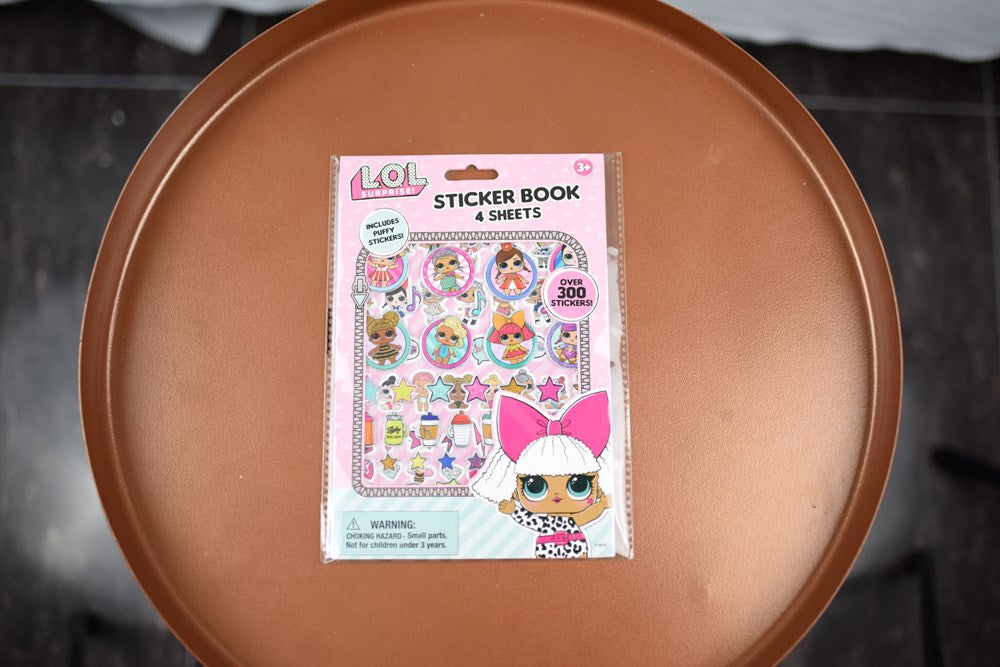 LOL
SURPRISE!
3+
STICKER BOOK
4 SHEETS
INCLUDES
PUFFY
STICKERS!
OVER
300
STICKERS!
WARNING:
CHOKING HAZARD - Small parts.
Not for children under 3 years.